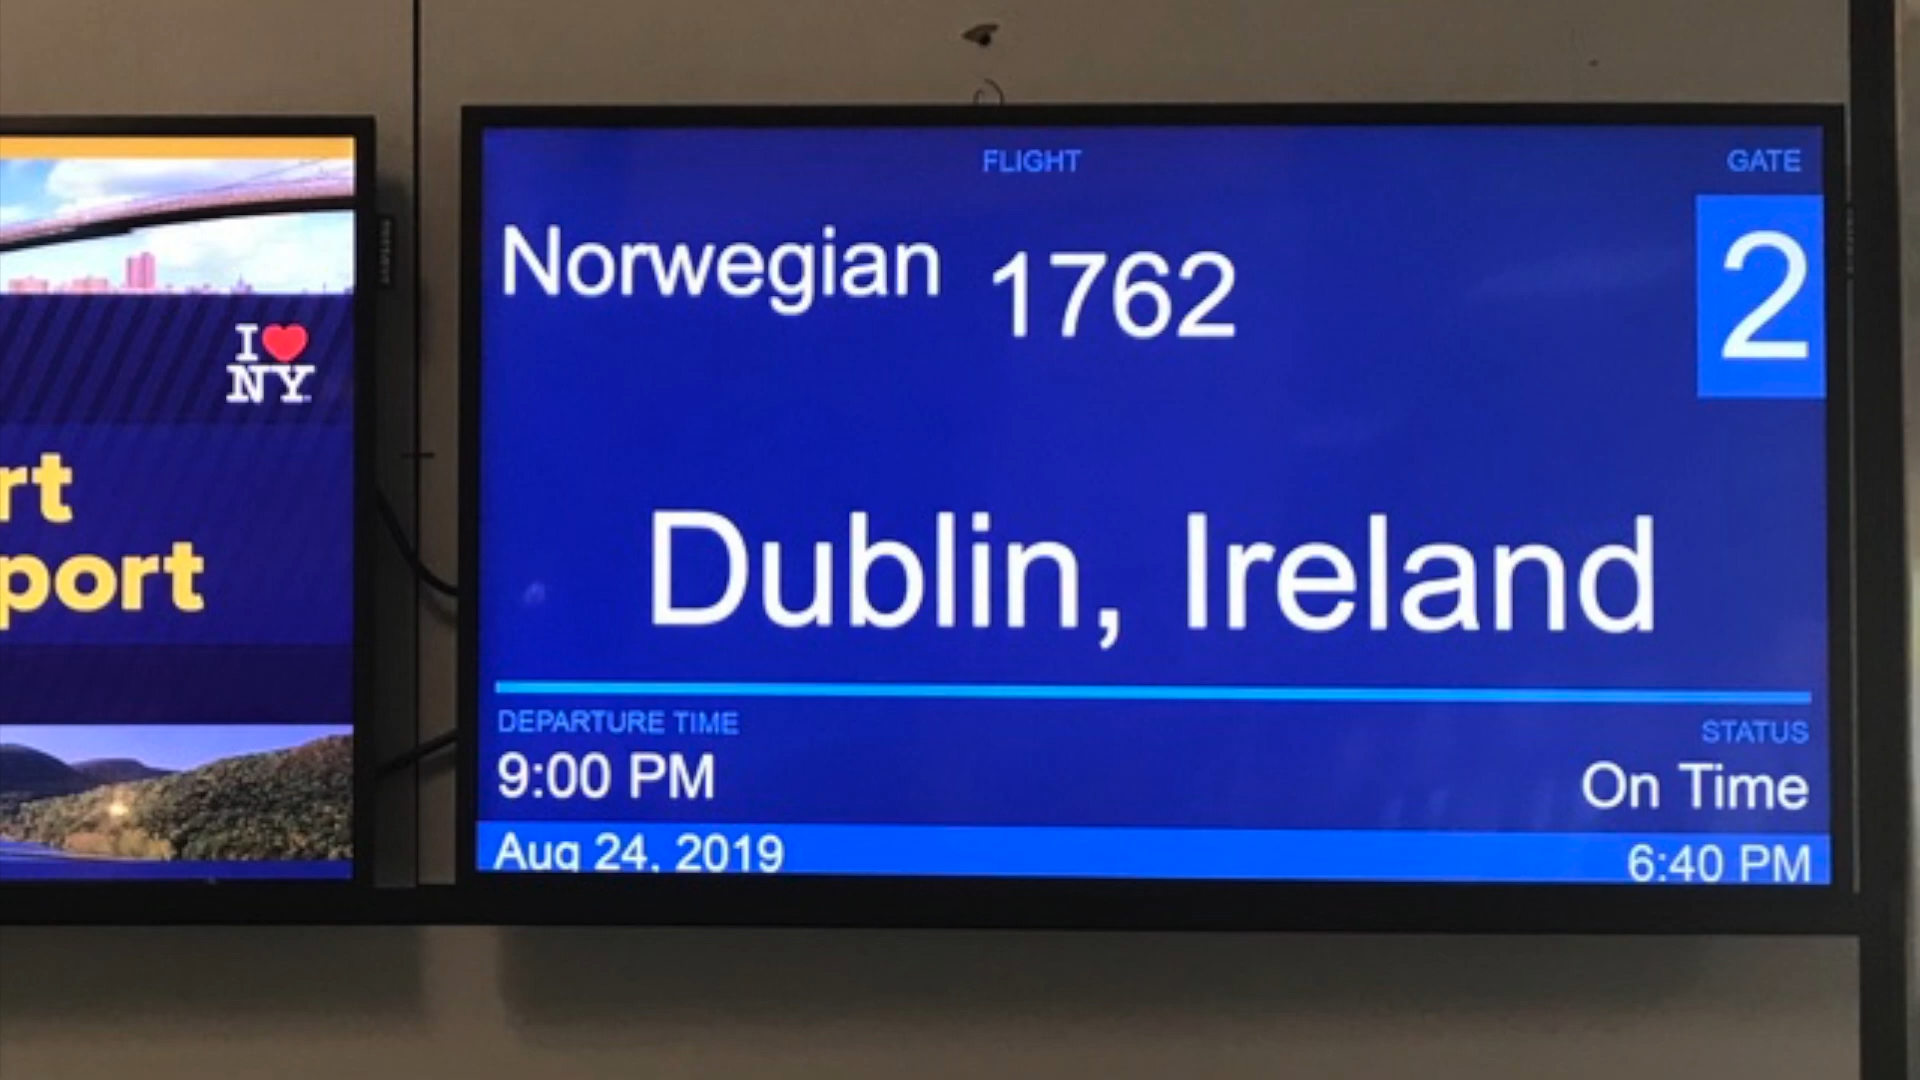 I ❤ NY
rt
port
FLIGHT
GATE
Norwegian 1762
2
Dublin, Ireland
DEPARTURE TIME
STATUS
9:00 PM
On Time
Aug 24, 2019
6:40 PM